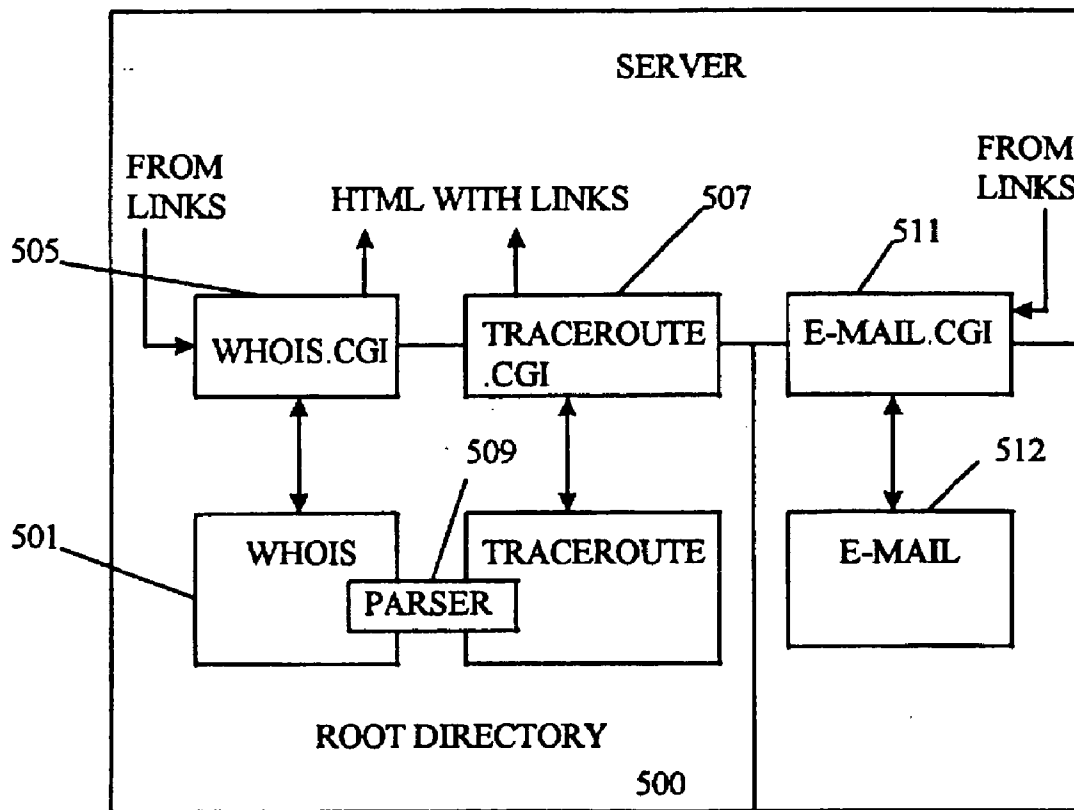 SERVER
FROM
LINKS
HTML WITH LINKS
507
FROM
LINKS
505
511
WHOIS.CGI
TRACEROUTE
.CGI
E-MAIL.CGI
509
512
501
WHOIS
TRACEROUTE
E-MAIL
PARSER
ROOT DIRECTORY
500